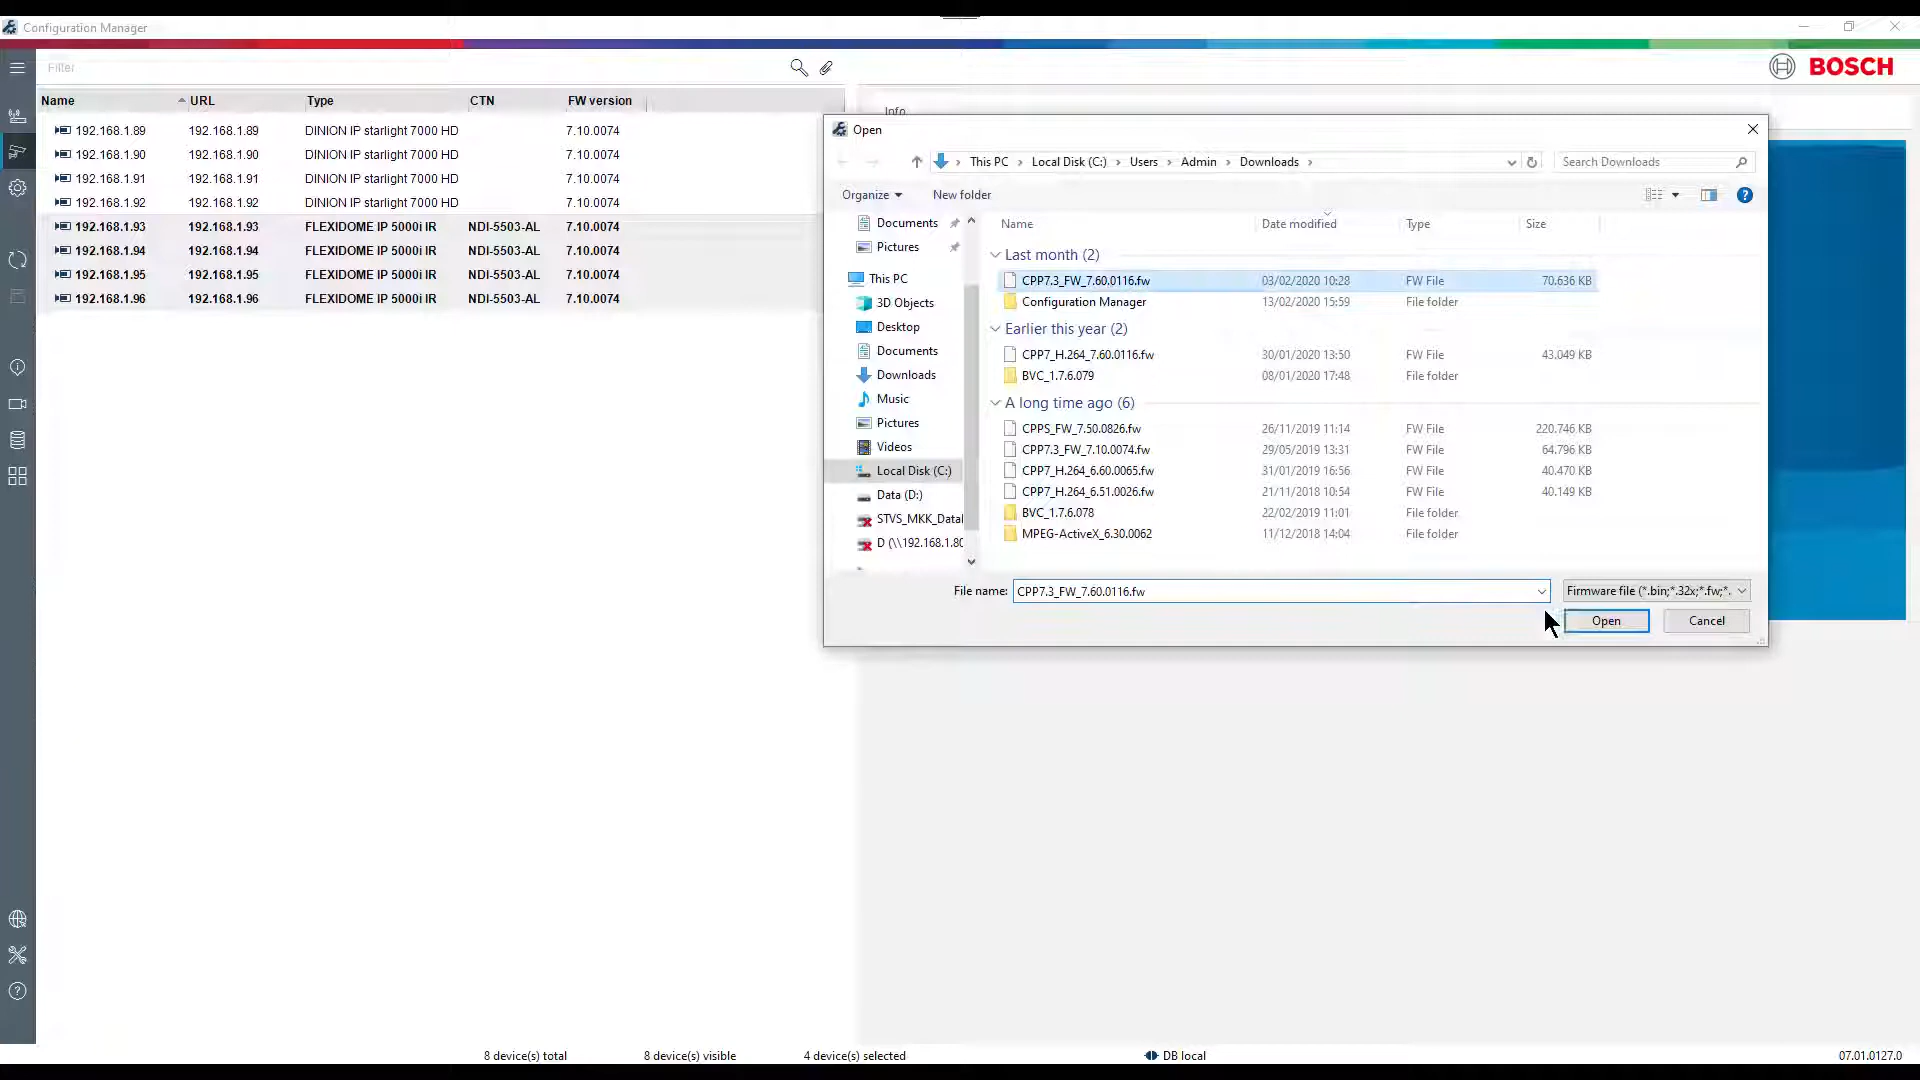 Configuration Manager
Filter
BOSCH
Name URL Type CTN FW version
192.168.1.89 192.168.1.89 DINION IP starlight 7000 HD 7.10.0074
192.168.1.90 192.168.1.90 DINION IP starlight 7000 HD 7.10.0074
192.168.1.91 192.168.1.91 DINION IP starlight 7000 HD 7.10.0074
192.168.1.92 192.168.1.92 DINION IP starlight 7000 HD 7.10.0074
192.168.1.93 192.168.1.93 FLEXIDOME IP 5000i IR NDI-5503-AL 7.10.0074
192.168.1.94 192.168.1.94 FLEXIDOME IP 5000i IR NDI-5503-AL 7.10.0074
192.168.1.95 192.168.1.95 FLEXIDOME IP 5000i IR NDI-5503-AL 7.10.0074
192.168.1.96 192.168.1.96 FLEXIDOME IP 5000i IR NDI-5503-AL 7.10.0074
Info
Open
This PC > Local Disk (C:) > Users > Admin > Downloads >
Search Downloads
Organize New folder
Documents
Pictures
This PC
3D Objects
Desktop
Documents
Downloads
Music
Pictures
Videos
Local Disk (C:)
Data (D:)
STVS_MKK_Datal
D (\\192.168.1.80
Name Date modified Type Size
Last month (2)
CPP7.3_FW_7.60.0116.fw 03/02/2020 10:28 FW File 70.636 KB
Configuration Manager 13/02/2020 15:59 File folder
Earlier this year (2)
CPP7_H.264_7.60.0116.fw 30/01/2020 13:50 FW File 43.049 KB
BVC_1.7.6.079 08/01/2020 17:48 File folder
A long time ago (6)
CPPS_FW_7.50.0826.fw 26/11/2019 11:14 FW File 220.746 KB
CPP7.3_FW_7.10.0074.fw 29/05/2019 13:31 FW File 64.796 KB
CPP7_H.264_6.60.0065.fw 31/01/2019 16:56 FW File 40.470 KB
CPP7_H.264_6.51.0026.fw 21/11/2018 10:54 FW File 40.149 KB
BVC_1.7.6.078 22/02/2019 11:01 File folder
MPEG-ActiveX_6.30.0062 11/12/2018 14:04 File folder
File name: CPP7.3_FW_7.60.0116.fw Firmware file (*.bin;*.32x;*.fw;*.
Open Cancel
8 device(s) total 8 device(s) visible 4 device(s) selected DB local 07.01.0127.0